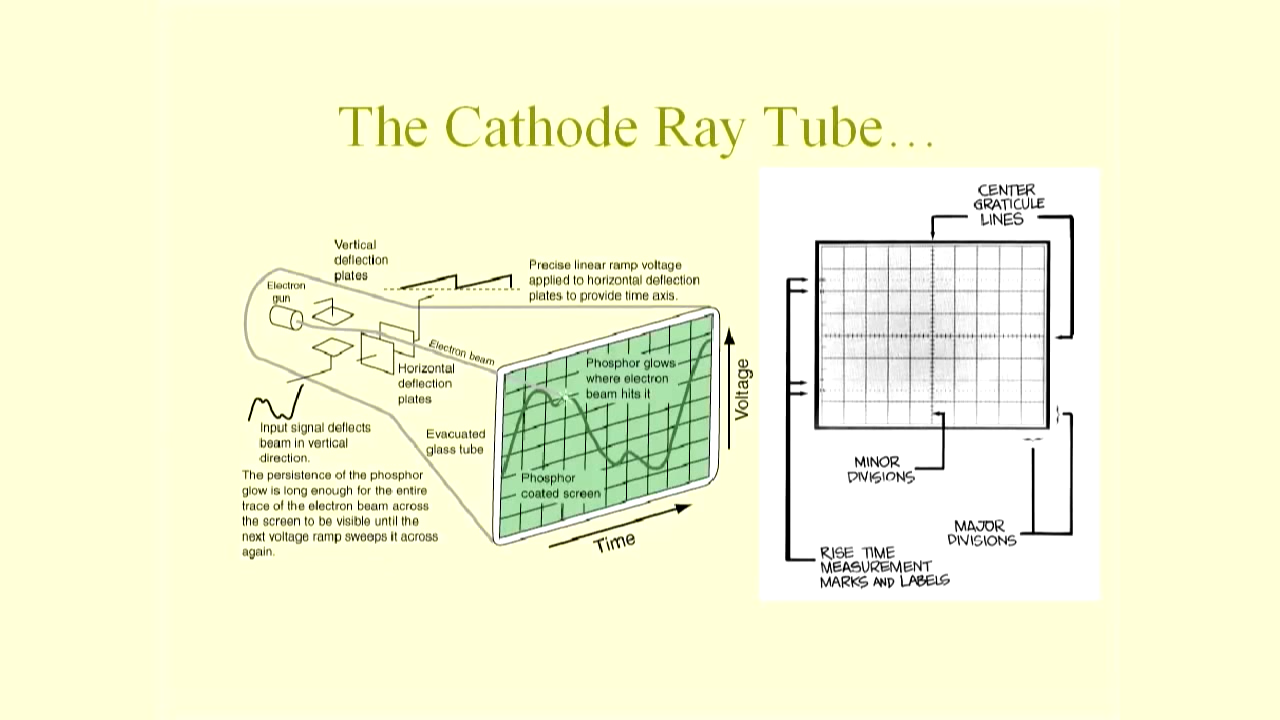 The Cathode Ray Tube...
Vertical
deflection
plates
Electron
gun
Precise linear ramp voltage
applied to horizontal deflection
plates to provide time axis.
Electron beam
Horizontal
deflection
plates
Input signal deflects
beam in vertical
direction.
Evacuated
glass tube
The persistence of the phosphor
glow is long enough for the entire
trace of the electron beam across
the screen to be visible until the
next voltage ramp sweeps it across
again.
Phosphor glows
where electron
beam hits it
Phosphor
coated screen
Voltage
Time
CENTER
GRATICULE
LINES
MINOR
DIVISIONS
MAJOR
DIVISIONS
RISE TIME
MEASUREMENT
MARKS AND LABELS